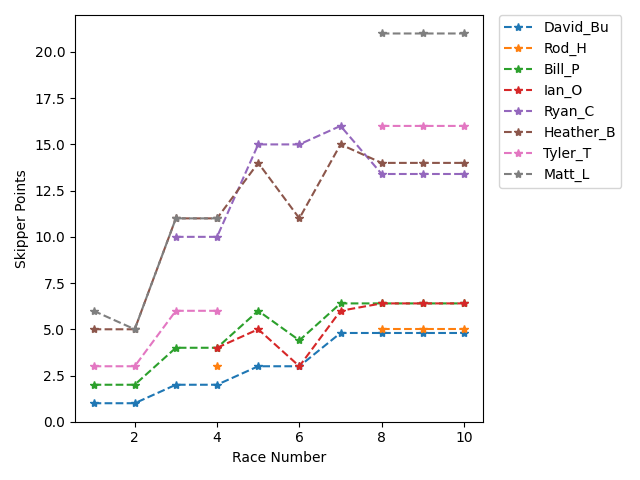 20.0
17.5
15.0
12.5
10.0
7.5
5.0
2.5
0.0
Skipper Points
2 4 6 8 10
Race Number
David_Bu
Rod_H
Bill_P
Ian_O
Ryan_C
Heather_B
Tyler_T
Matt_L